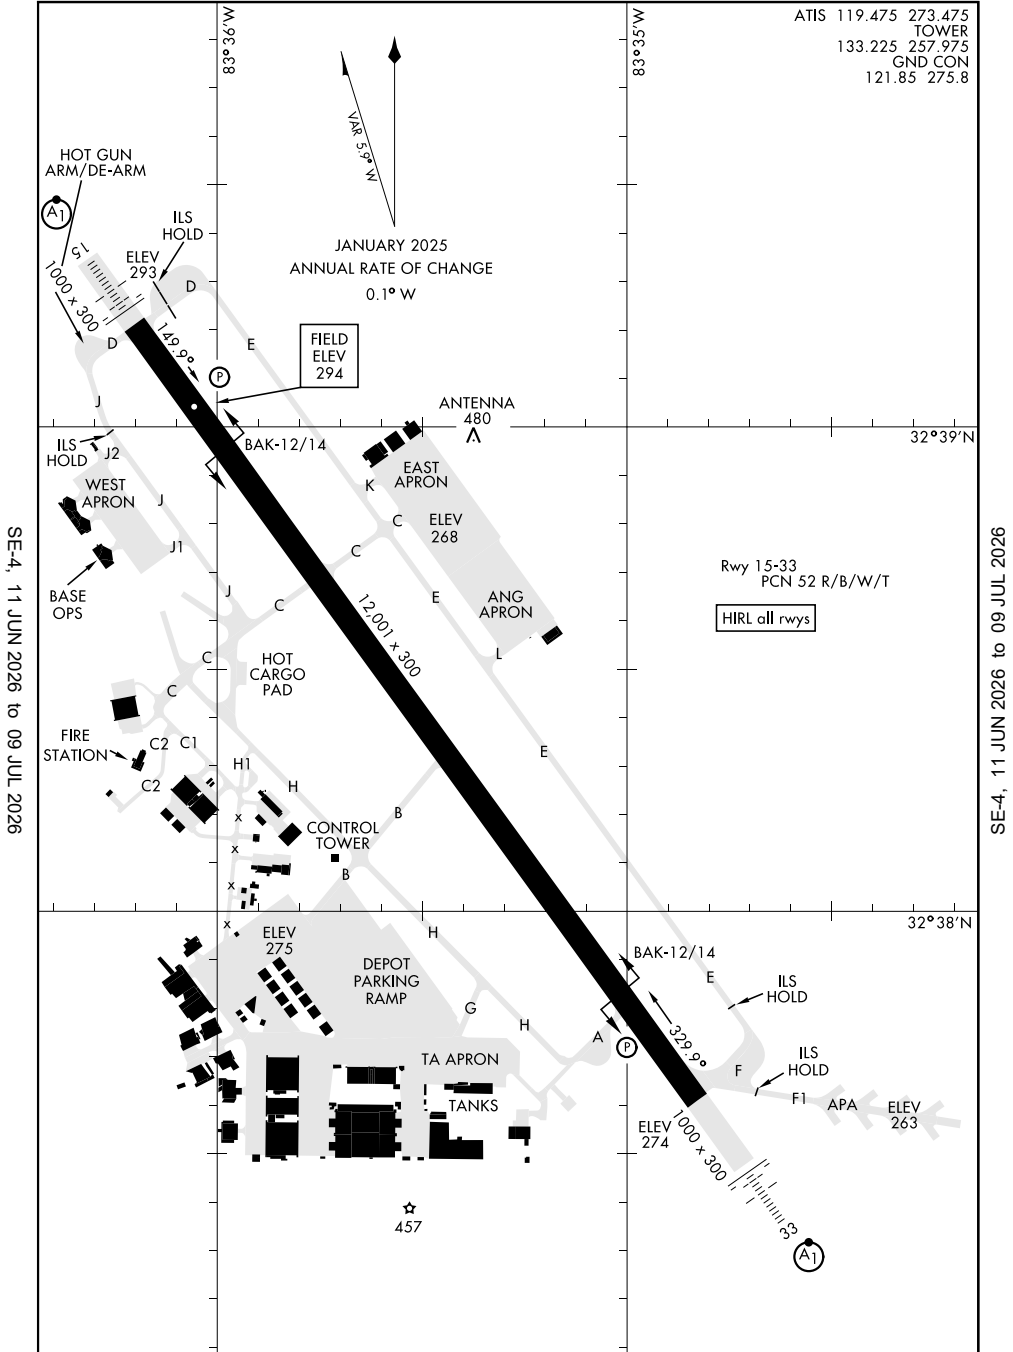 83°36'W
83°35'W
ATIS 119.475 273.475
TOWER
133.225 257.975
GND CON
121.85 275.8
VAR 5.9° W
JANUARY 2025
ANNUAL RATE OF CHANGE
0.1° W
HOT GUN
ARM/DE-ARM
A1
ILS
HOLD
15
ELEV
293
1000 x 300
D
D
E
149.9°
FIELD
ELEV
294
P
J
ANTENNA
480
32°39'N
BAK-12/14
ILS
HOLD
J2
WEST
APRON
EAST
APRON
K
J
C
ELEV
268
J1
C
BASE
OPS
J
C
E
ANG
APRON
12,001 x 300
Rwy 15-33
PCN 52 R/B/W/T
HIRL all rwys
L
C
HOT
CARGO
PAD
C
FIRE
STATION
C2
C1
H1
C2
H
E
x
B
CONTROL
TOWER
x
B
x
x
32°38'N
ELEV
275
H
DEPOT
PARKING
RAMP
BAK-12/14
E
ILS
HOLD
G
H
A
P
329.9°
TA APRON
F
ILS
HOLD
TANKS
F1
APA
ELEV
263
ELEV
274
1000 x 300
457
33
A1
SE-4, 11 JUN 2026 to 09 JUL 2026
SE-4, 11 JUN 2026 to 09 JUL 2026